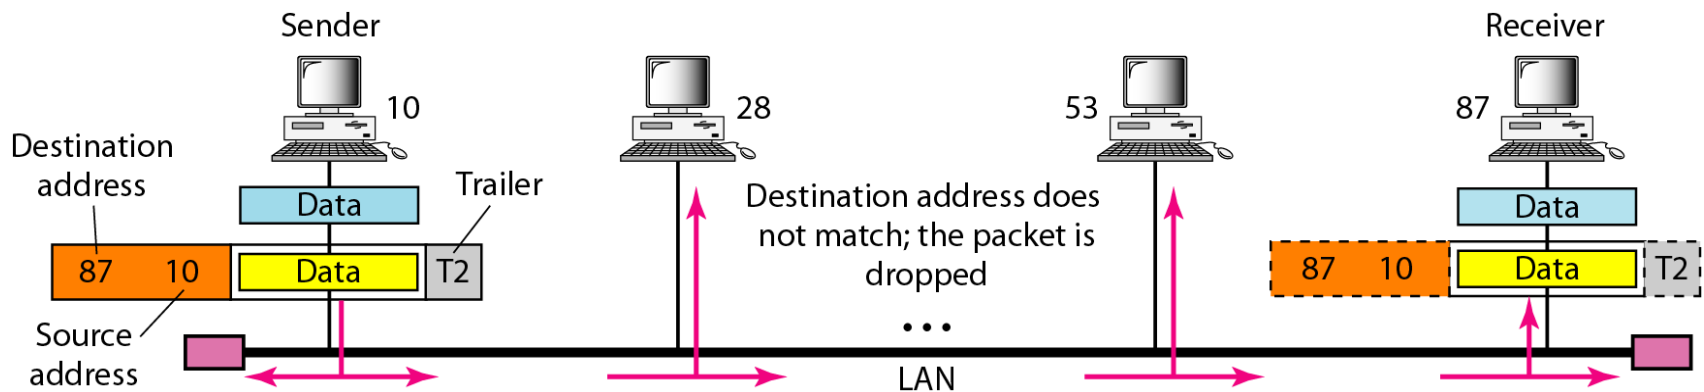 Sender
Receiver
10
28
53
87
Destination
address
Trailer
Data
87 10 Data T2
Source
address
Destination address does
not match; the packet is
dropped
...
LAN
Data
87 10 Data T2